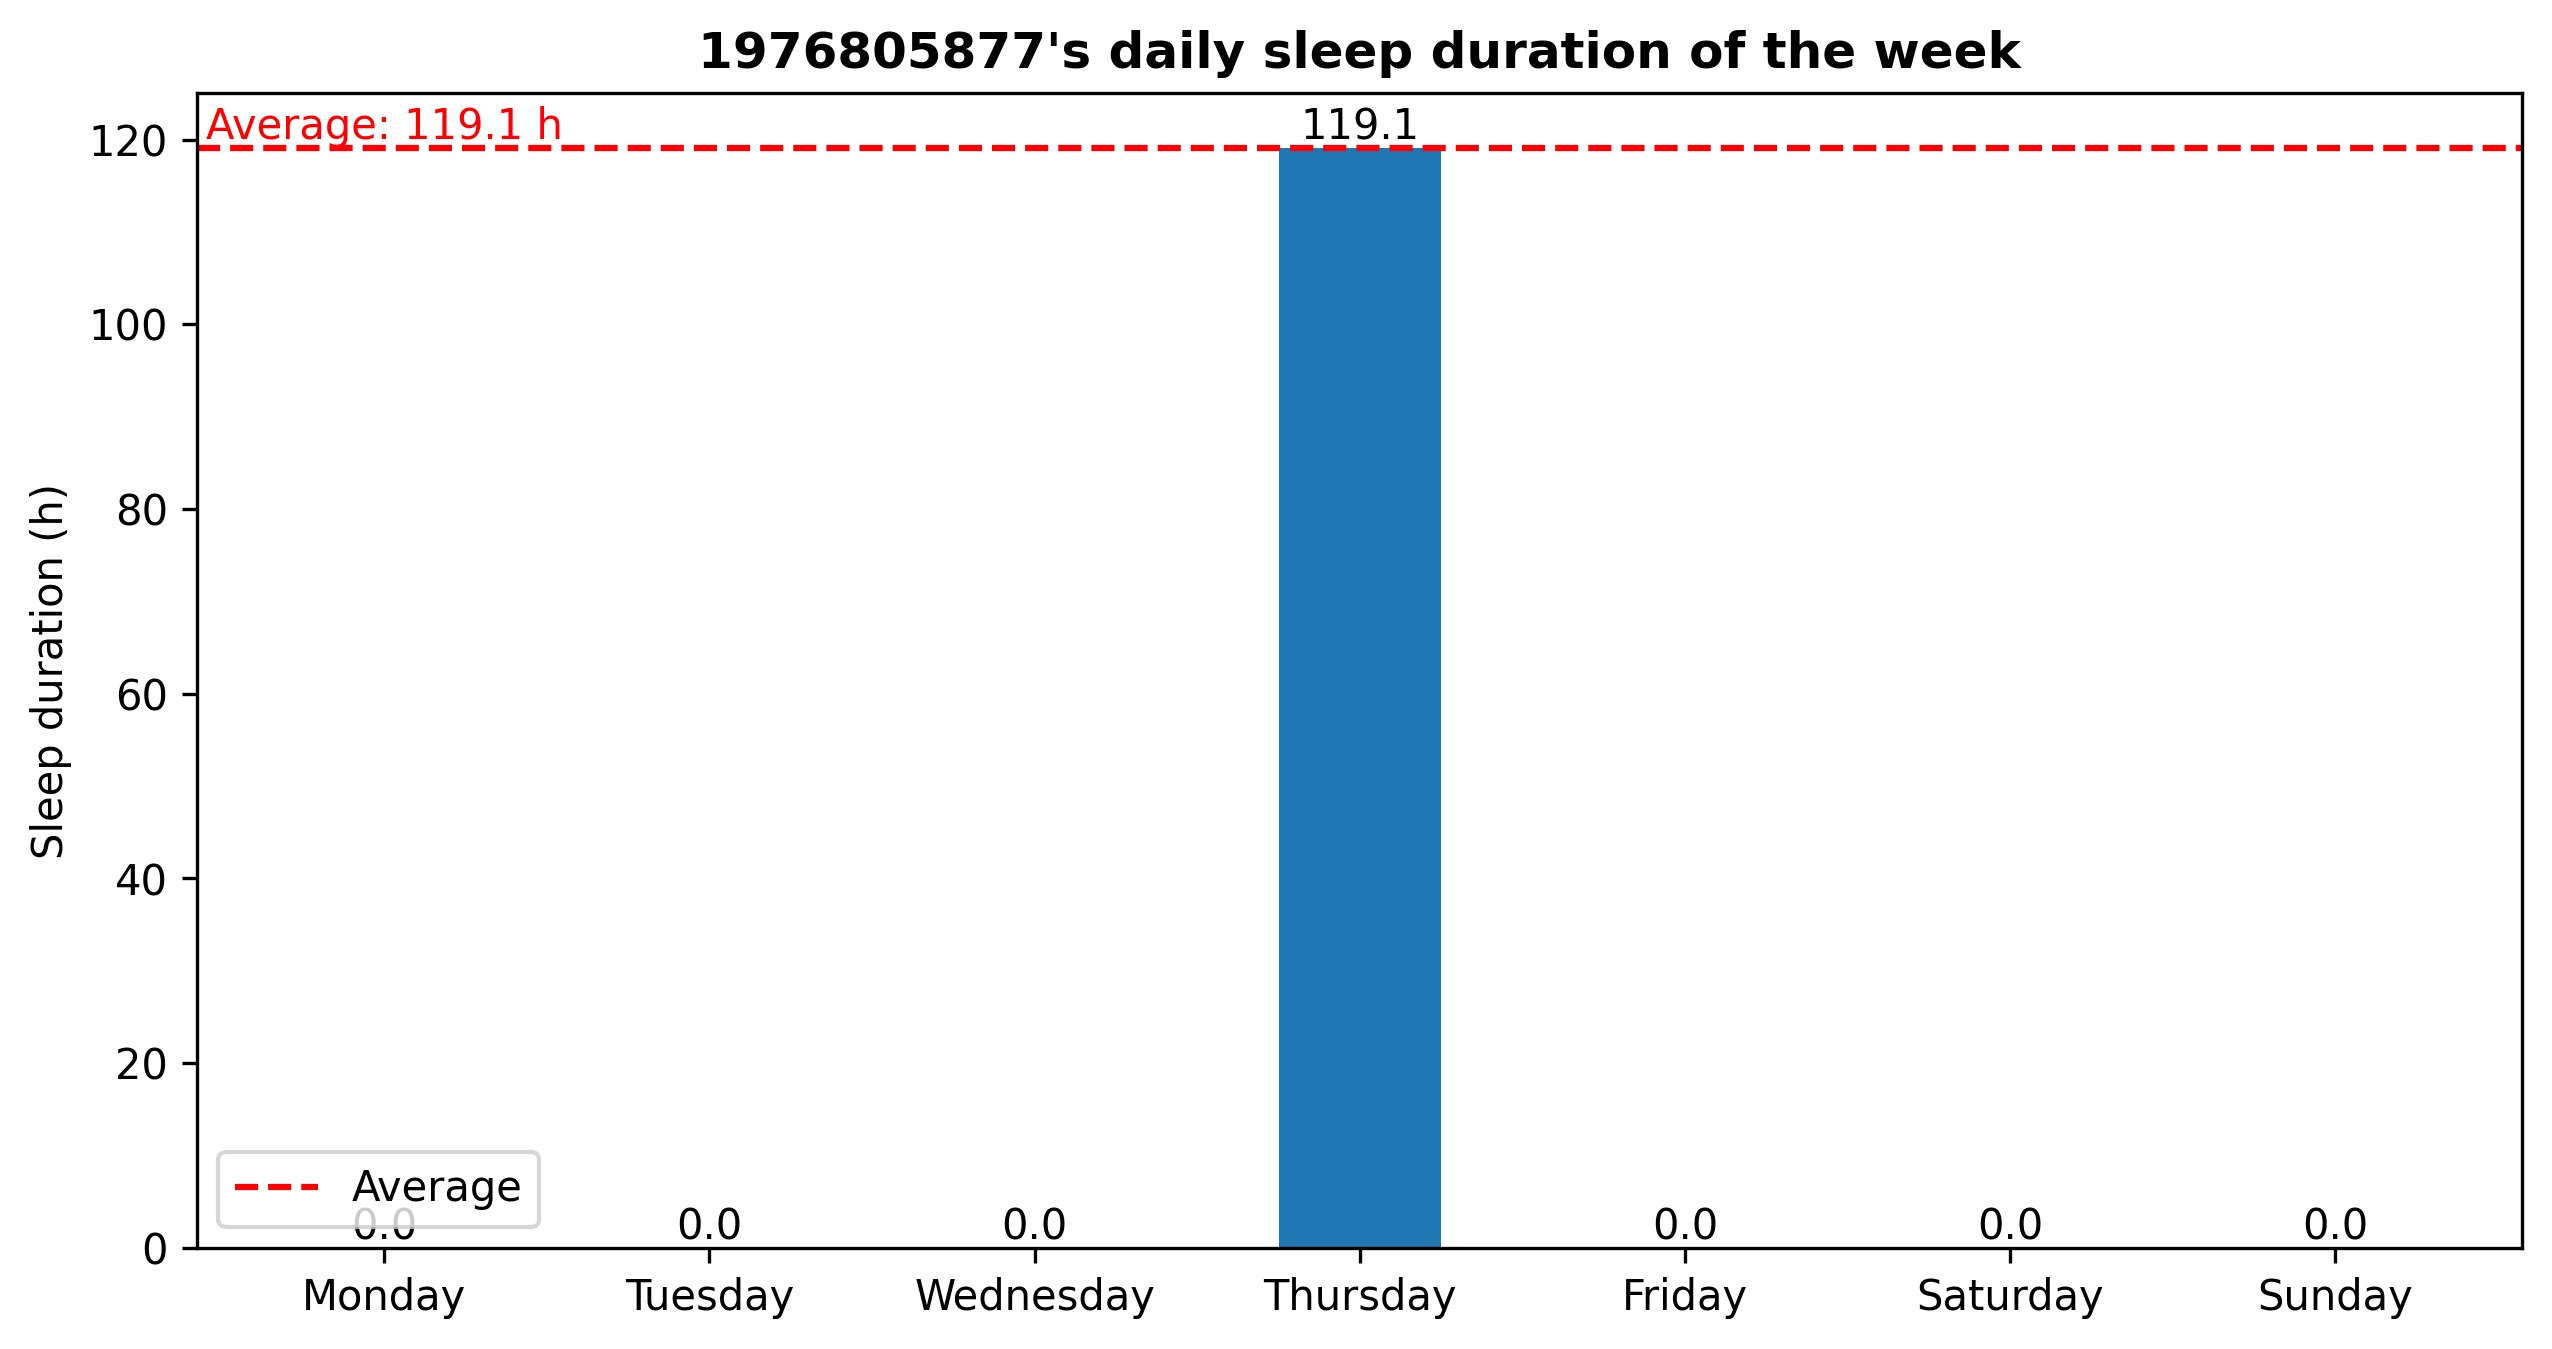 1976805877's daily sleep duration of the week
Average: 119.1 h
119.1
120
100
80
60
40
20
0
Sleep duration (h)
Average
0.0 0.0 0.0 0.0 0.0 0.0
Monday Tuesday Wednesday Thursday Friday Saturday Sunday